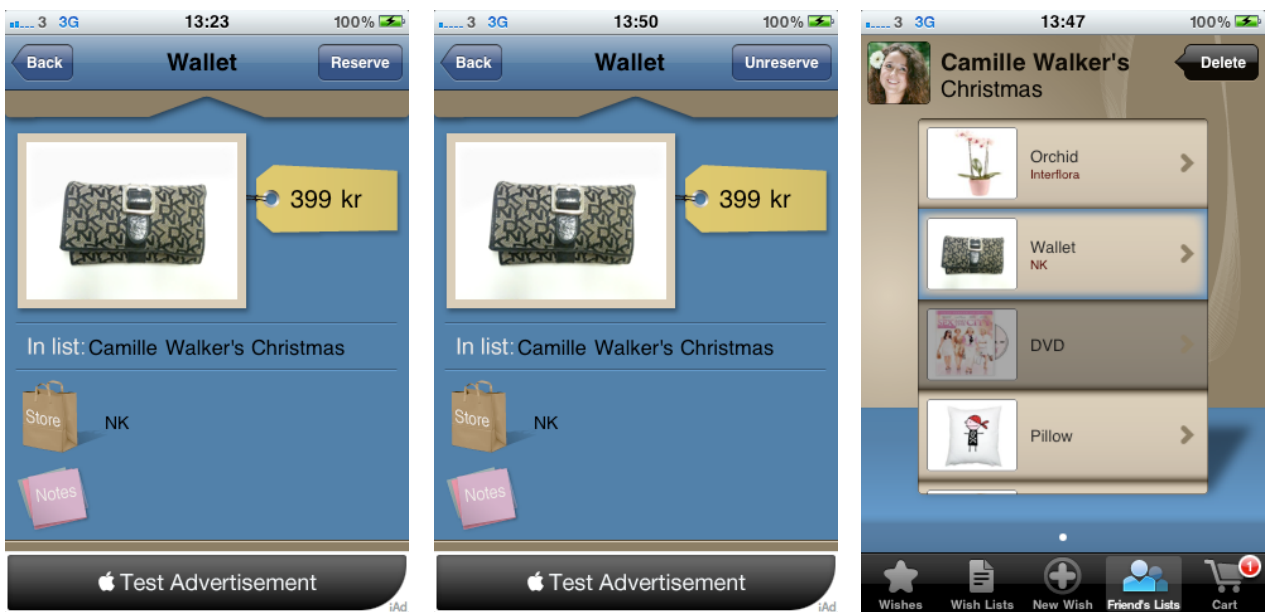 3 3G 13:23 100%
Back Wallet Reserve
399 kr
In list: Camille Walker's Christmas
Store NK
Notes
Test Advertisement
iAd
3 3G 13:50 100%
Back Wallet Unreserve
399 kr
In list: Camille Walker's Christmas
Store NK
Notes
Test Advertisement
iAd
3 3G 13:47 100%
Camille Walker's Delete
Christmas
Orchid
Interflora
Wallet
NK
DVD
Pillow
1
Wishes Wish Lists New Wish Friend's Lists Cart